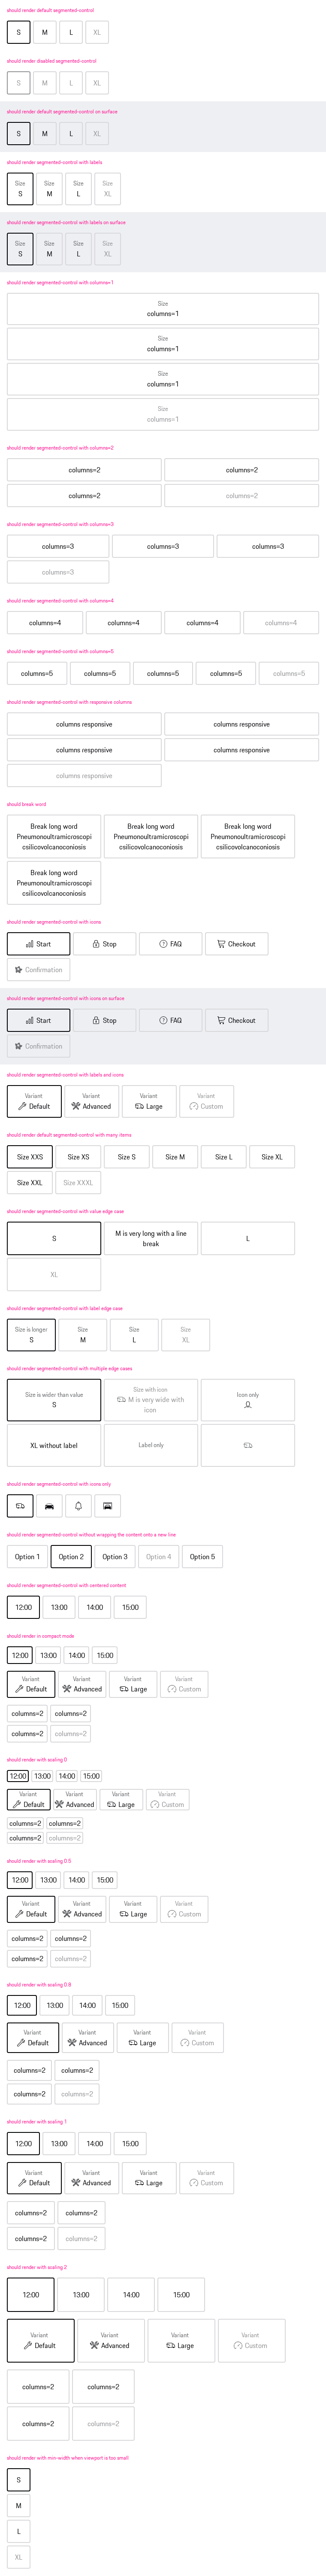 should render default segmented-control
S M L XL
should render disabled segmented-control
S M L XL
should render default segmented-control on surface
S M L XL
should render segmented-control with labels
Size Size Size Size
S M L XL
should render segmented-control with labels on surface
Size Size Size Size
S M L XL
should render segmented-control with columns=1
Size
columns=1
Size
columns=1
Size
columns=1
Size
columns=1
should render segmented-control with columns=2
columns=2 columns=2
columns=2 columns=2
should render segmented-control with columns=3
columns=3 columns=3 columns=3
columns=3
should render segmented-control with columns=4
columns=4 columns=4 columns=4 columns=4
should render segmented-control with columns=5
columns=5 columns=5 columns=5 columns=5 columns=5
should render segmented-control with responsive columns
columns responsive columns responsive
columns responsive columns responsive
columns responsive
should break word
Break long word Break long word Break long word
Pneumonoultramicroscopi Pneumonoultramicroscopi Pneumonoultramicroscopi
csilicovolcanoconiosis csilicovolcanoconiosis csilicovolcanoconiosis
Break long word
Pneumonoultramicroscopi
csilicovolcanoconiosis
should render segmented-control with icons
Start Stop FAQ Checkout
Confirmation
should render segmented-control with icons on surface
Start Stop FAQ Checkout
Confirmation
should render segmented-control with labels and icons
Variant Variant Variant Variant
Default Advanced Large Custom
should render default segmented-control with many items
Size XXS Size XS Size S Size M Size L Size XL
Size XXL Size XXXL
should render segmented-control with value edge case
S M is very long with a line break L
XL
should render segmented-control with label edge case
Size is longer Size Size Size
S M L XL
should render segmented-control with multiple edge cases
Size is wider than value Size with icon Icon only
S M is very wide with icon
XL without label Label only
should render segmented-control with icons only
should render segmented-control without wrapping the content onto a new line
Option 1 Option 2 Option 3 Option 4 Option 5
should render segmented-control with centered content
12:00 13:00 14:00 15:00
should render in compact mode
12:00 13:00 14:00 15:00
Variant Variant Variant Variant
Default Advanced Large Custom
columns=2 columns=2
columns=2 columns=2
should render with scaling 0
12:00 13:00 14:00 15:00
Variant Variant Variant Variant
Default Advanced Large Custom
columns=2 columns=2
columns=2 columns=2
should render with scaling 0.5
12:00 13:00 14:00 15:00
Variant Variant Variant Variant
Default Advanced Large Custom
columns=2 columns=2
columns=2 columns=2
should render with scaling 0.9
12:00 13:00 14:00 15:00
Variant Variant Variant Variant
Default Advanced Large Custom
columns=2 columns=2
columns=2 columns=2
should render with scaling 1
12:00 13:00 14:00 15:00
Variant Variant Variant Variant
Default Advanced Large Custom
columns=2 columns=2
columns=2 columns=2
should render with scaling 2
12:00 13:00 14:00 15:00
Variant Variant Variant Variant
Default Advanced Large Custom
columns=2 columns=2
columns=2 columns=2
should render with min-width when viewport is too small
S
M
L
XL